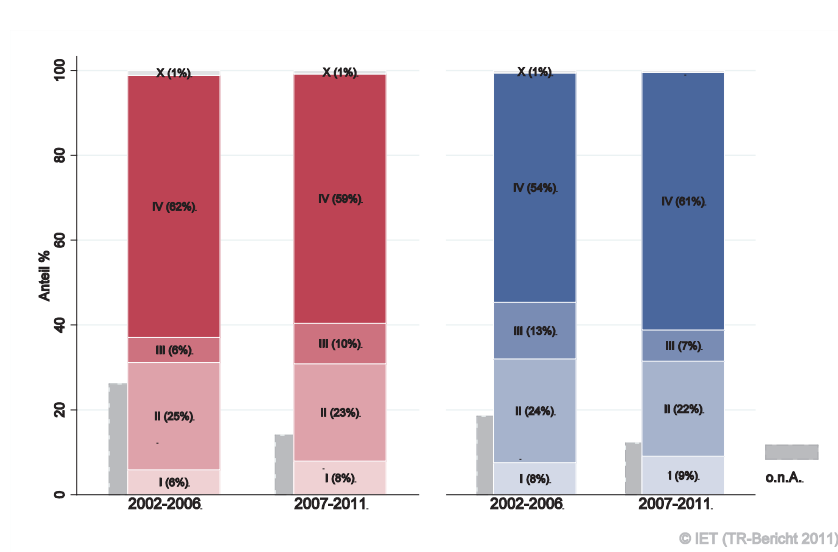 100
80
60
40
20
0
Anteil %
X (1%).
IV (62%).
III (6%).
II (25%).
I (6%).
2002-2006.
X (1%).
IV (59%).
III (10%).
II (23%).
I (8%).
2007-2011.
X (1%).
IV (54%).
III (13%).
II (24%).
I (8%).
2002-2006.
IV (61%).
III (7%).
II (22%).
I (9%).
2007-2011.
o.n.A..
© IET (TR-Bericht 2011)